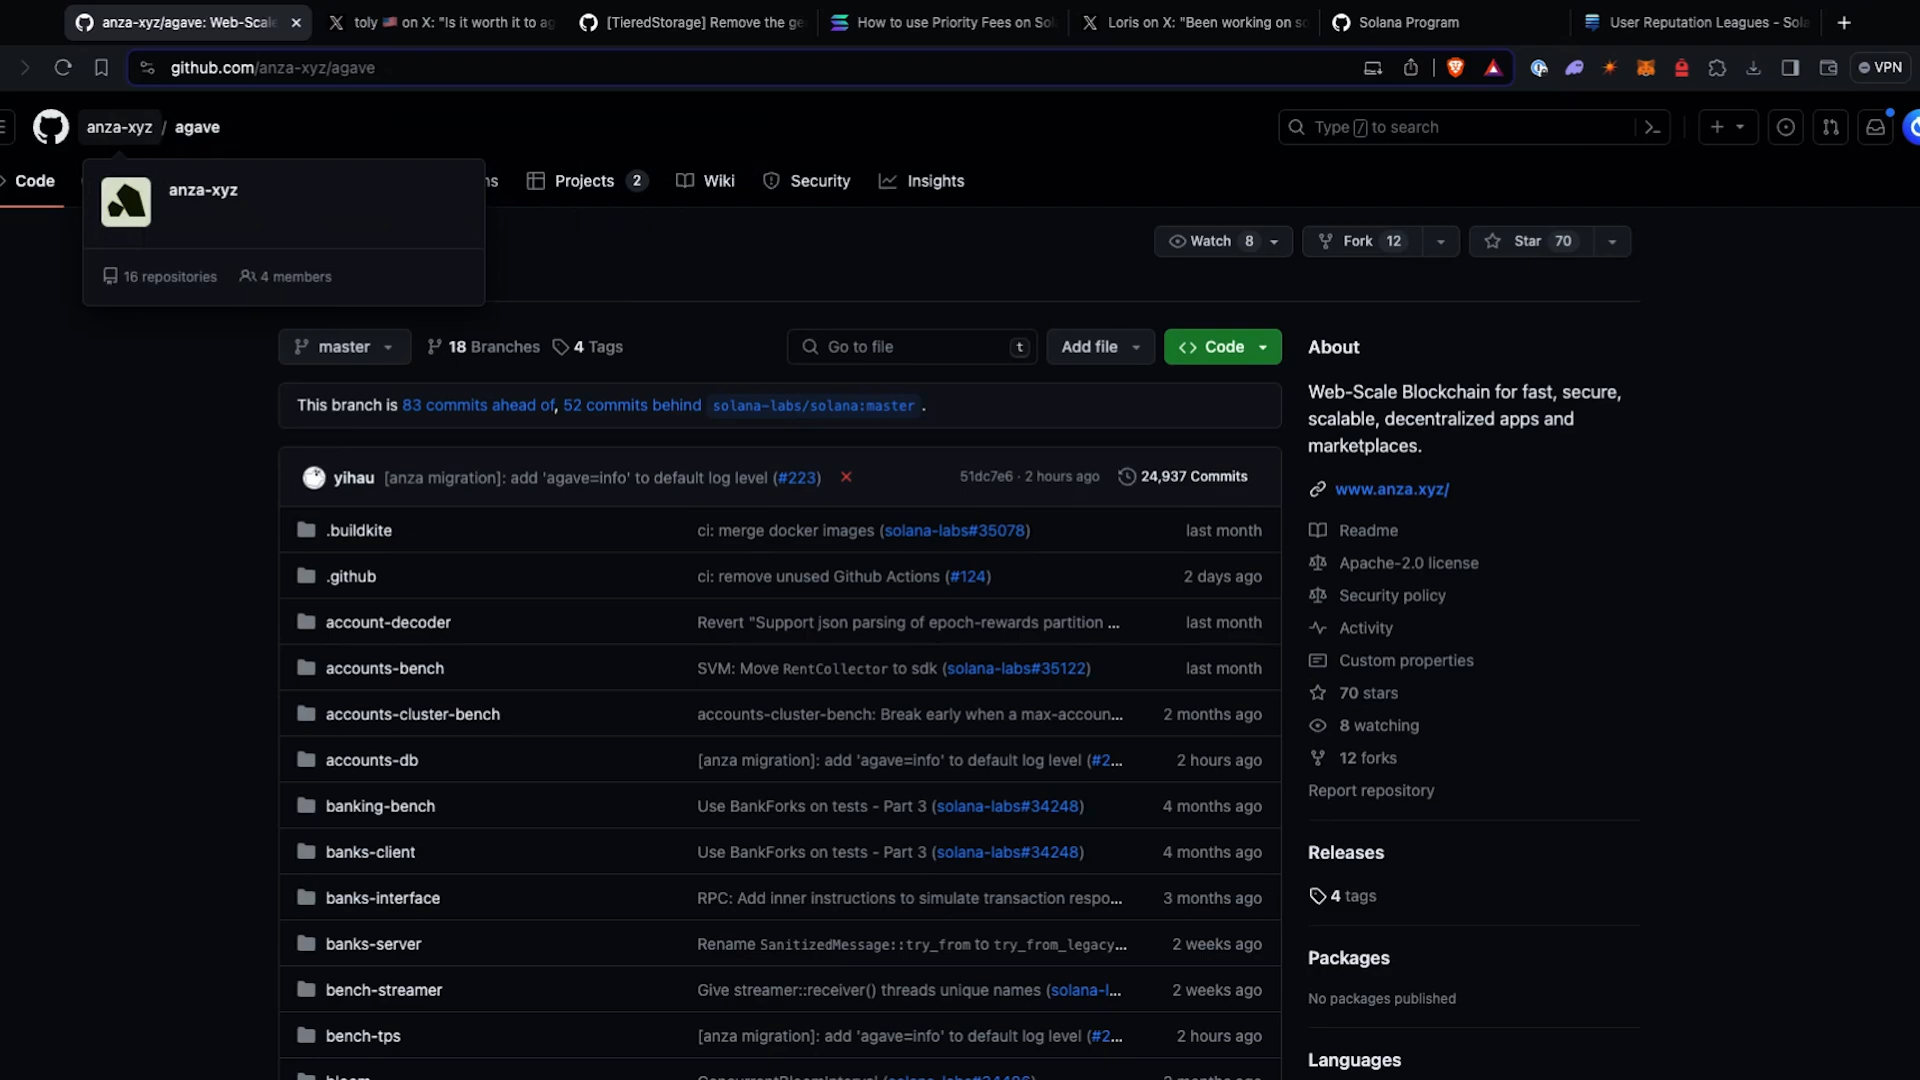 anza-xyz/agave: Web-Scale
toly 🇺🇸 on X: "Is it worth it to ag
[TieredStorage] Remove the ge
How to use Priority Fees on Sol
Loris on X: "Been working on so
Solana Program
User Reputation Leagues - Sola
github.com/anza-xyz/agave
VPN
anza-xyz / agave
Type / to search
Code
ns
Projects 2
Wiki
Security
Insights
anza-xyz
16 repositories
4 members
Watch 8
Fork 12
Star 70
master
18 Branches
4 Tags
Go to file t
Add file
<> Code
This branch is 83 commits ahead of, 52 commits behind solana-labs/solana:master .
yihau [anza migration]: add 'agave=info' to default log level (#223)
51dc7e6 · 2 hours ago
24,937 Commits
.buildkite ci: merge docker images (solana-labs#35078) last month
.github ci: remove unused Github Actions (#124) 2 days ago
account-decoder Revert "Support json parsing of epoch-rewards partition ... last month
accounts-bench SVM: Move RentCollector to sdk (solana-labs#35122) last month
accounts-cluster-bench accounts-cluster-bench: Break early when a max-accoun... 2 months ago
accounts-db [anza migration]: add 'agave=info' to default log level (#2... 2 hours ago
banking-bench Use BankForks on tests - Part 3 (solana-labs#34248) 4 months ago
banks-client Use BankForks on tests - Part 3 (solana-labs#34248) 4 months ago
banks-interface RPC: Add inner instructions to simulate transaction respo... 3 months ago
banks-server Rename SanitizedMessage::try_from to try_from_legacy... 2 weeks ago
bench-streamer Give streamer::receiver() threads unique names (solana-l... 2 weeks ago
bench-tps [anza migration]: add 'agave=info' to default log level (#2... 2 hours ago
About
Web-Scale Blockchain for fast, secure,
scalable, decentralized apps and
marketplaces.
www.anza.xyz/
Readme
Apache-2.0 license
Security policy
Activity
Custom properties
70 stars
8 watching
12 forks
Report repository
Releases
4 tags
Packages
No packages published
Languages